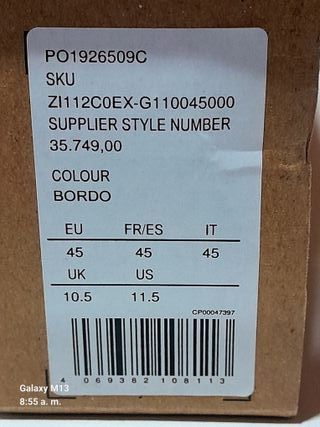 PO1926509C
SKU
ZI112C0EX-G110045000
SUPPLIER STYLE NUMBER
35.749,00
COLOUR
BORDO
EU FR/ES IT
45 45 45
UK US
10.5 11.5
CP00047397
4 069382 108113
Galaxy M13
8:55 a. m.